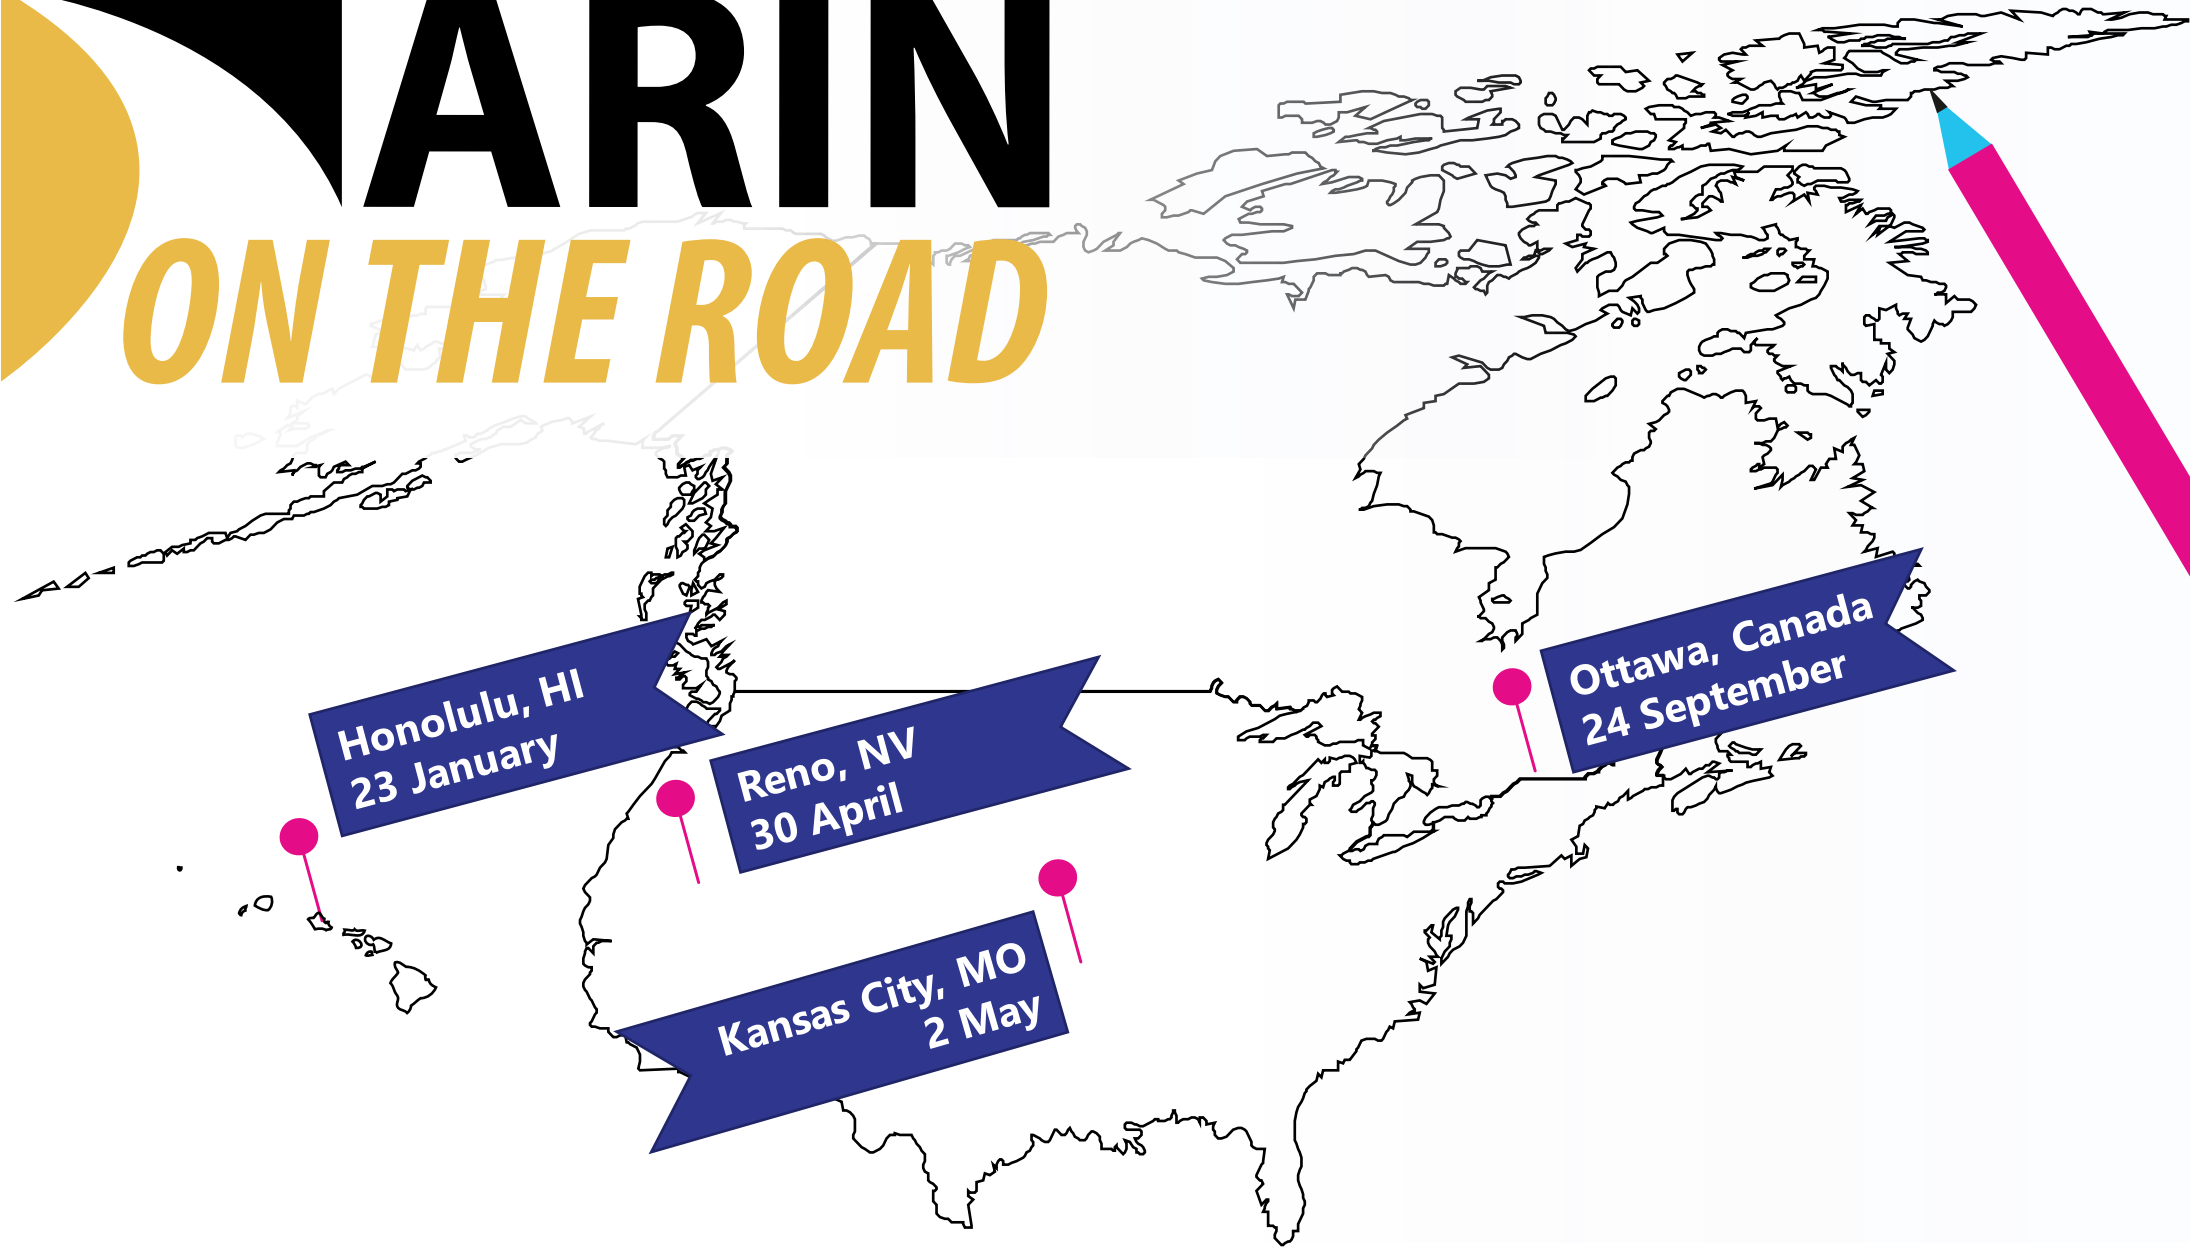 ARIN
ON THE ROAD
Honolulu, HI
23 January
Reno, NV
30 April
Kansas City, MO
2 May
Ottawa, Canada
24 September